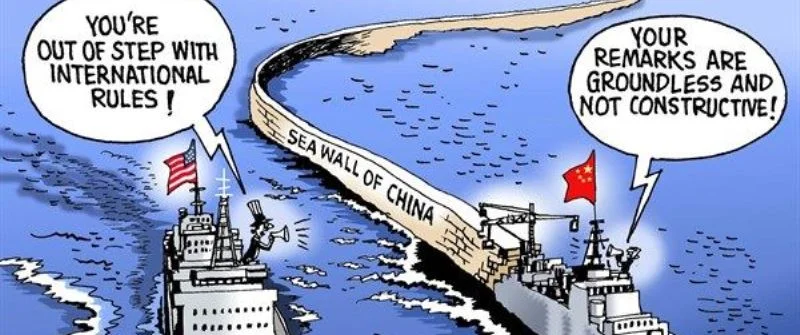 YOU'RE
OUT OF STEP WITH
INTERNATIONAL
RULES!
YOUR
REMARKS ARE
GROUNDLESS AND
NOT CONSTRUCTIVE!
SEA WALL OF CHINA